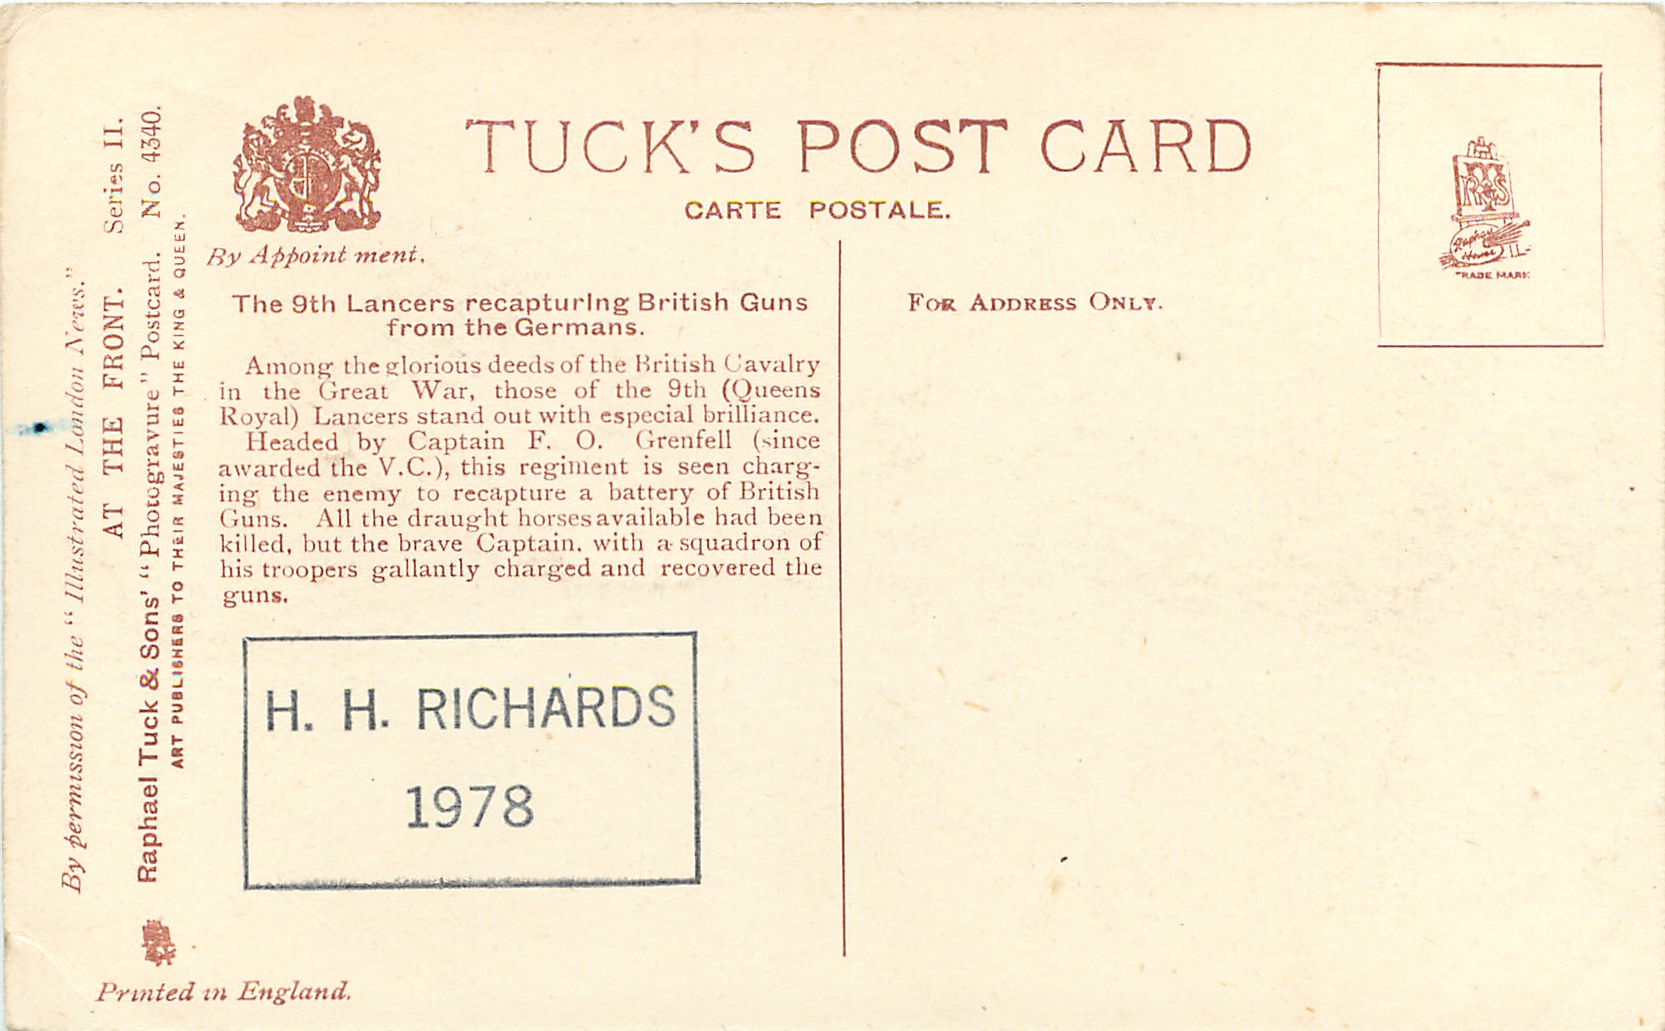 TUCK'S POST CARD
CARTE POSTALE.
By Appointment.
The 9th Lancers recapturing British Guns
from the Germans.
Among the glorious deeds of the British Cavalry
in the Great War, those of the 9th (Queens
Royal) Lancers stand out with especial brilliance.
Headed by Captain F. O. Grenfell (since
awarded the V.C.), this regiment is seen charg-
ing the enemy to recapture a battery of British
Guns. All the draught horses available had been
killed, but the brave Captain, with a squadron of
his troopers gallantly charged and recovered the
guns.
H. H. RICHARDS
1978
FOR ADDRESS ONLY.
Raphael
House
TRADE MARK
By permission of the "Illustrated London News."
AT THE FRONT. Series II.
Raphael Tuck & Sons' "Photogravure" Postcard. No. 4340.
ART PUBLISHERS TO THEIR MAJESTIES THE KING & QUEEN.
Printed in England.